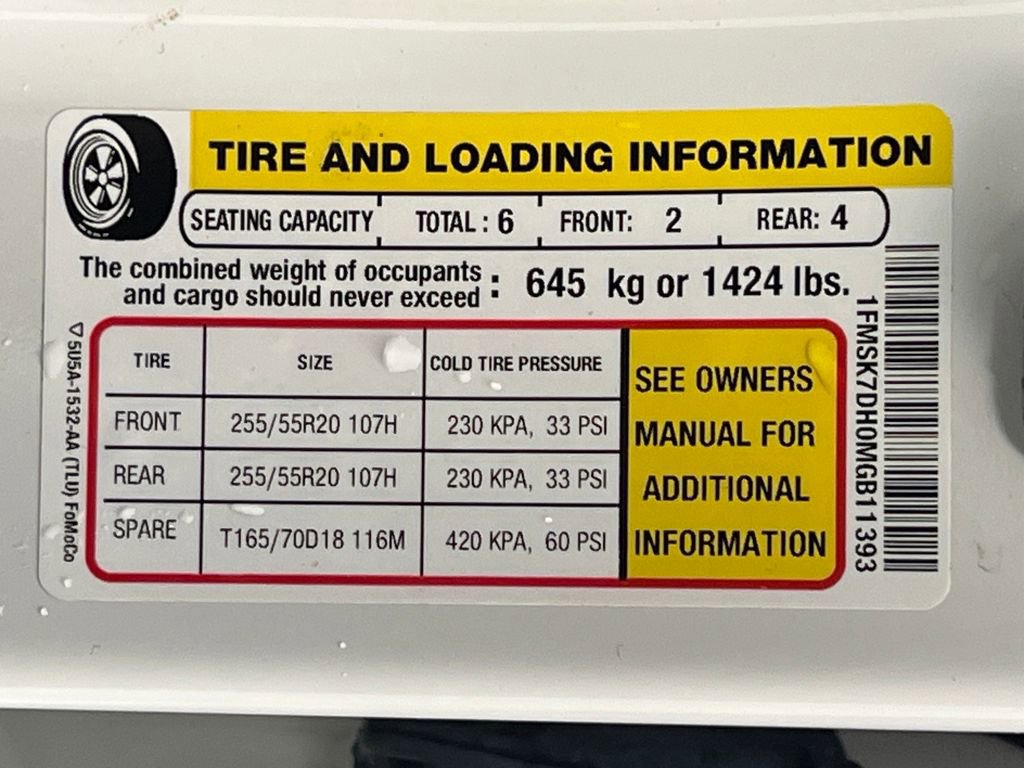 TIRE AND LOADING INFORMATION
SEATING CAPACITY TOTAL : 6 FRONT: 2 REAR: 4
The combined weight of occupants
and cargo should never exceed : 645 kg or 1424 lbs.
TIRE SIZE COLD TIRE PRESSURE
FRONT 255/55R20 107H 230 KPA, 33 PSI
REAR 255/55R20 107H 230 KPA, 33 PSI
SPARE T165/70D18 116M 420 KPA, 60 PSI
SEE OWNERS
MANUAL FOR
ADDITIONAL
INFORMATION
5U5A-1532-AA (TLU) FoMoCo
1FMSK7DH0MGB11393